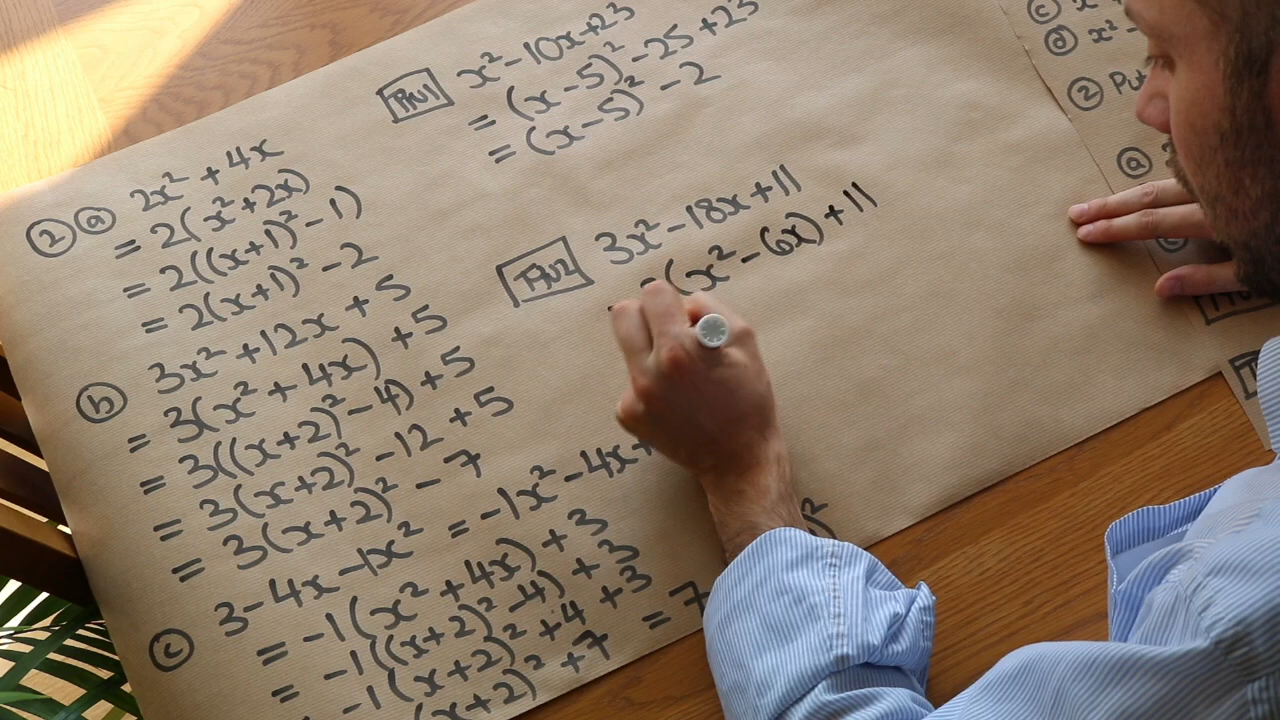 ② ⓐ 2x² + 4x
= 2(x² + 2x)
= 2((x+1)² - 1)
= 2(x+1)² - 2
ⓑ 3x² + 12x + 5
= 3(x² + 4x) + 5
= 3((x+2)² - 4) + 5
= 3(x+2)² - 12 + 5
= 3(x+2)² - 7
ⓒ 3 - 4x - 1x² = -1x² - 4x +
= -1(x² + 4x) + 3
= -1((x+2)² - 4) + 3
-1(x+2)² + 4 + 3
(x+2)² + 7 = 7
)²
x² - 10x + 23
= (x - 5)² - 25 + 23
= (x - 5)² - 2
3x² - 18x + 11
(x² - 6x) + 11
ⓒ x
ⓓ x² -
② Put
ⓐ